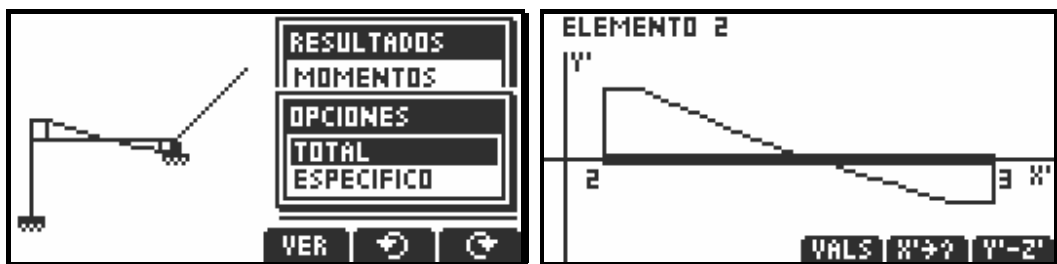 RESULTADOS
MOMENTOS
OPCIONES
TOTAL
ESPECIFICO
VER
ELEMENTO 2
Y'
2
3 X'
VALS X'→? Y'-Z'